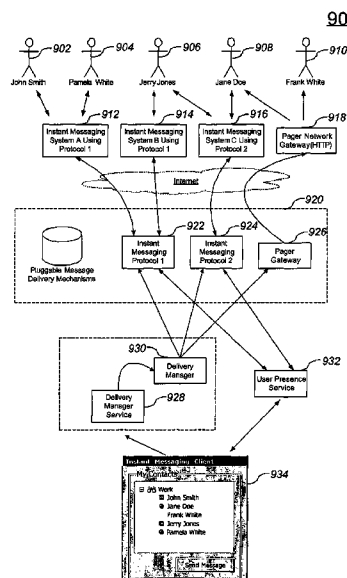 90
902
904
906
908
910
John Smith
Pamela White
Jerry Jones
Jane Doe
Frank White
912
914
916
918
Instant Messaging
System A Using
Protocol 1
Instant Messaging
System B Using
Protocol 1
Instant Messaging
System C Using
Protocol 2
Pager Network
Gateway(HTTP)
Internet
920
922
924
926
Pluggable Message
Delivery Mechanisms
Instant
Messaging
Protocol 1
Instant
Messaging
Protocol 2
Pager
Gateway
930
932
Delivery
Manager
User Presence
Service
Delivery
Manager
Service
928
934
Instant Messaging Client
My Contacts
Work
John Smith
Jane Doe
Frank White
Jerry Jones
Pamela White
Send Message